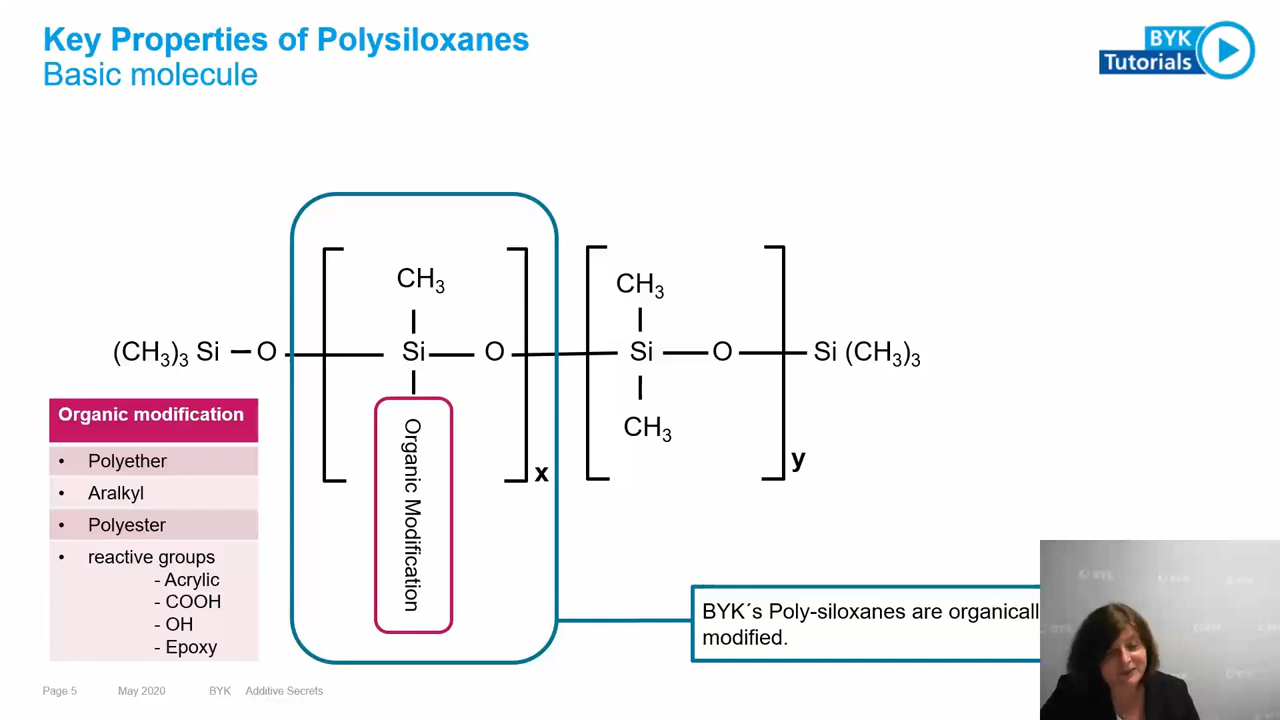 Key Properties of Polysiloxanes
Basic molecule
BYK
Tutorials
CH₃
CH₃
(CH₃)₃ Si – O
Si
O
Si
O
Si (CH₃)₃
CH₃
x
y
Organic Modification
Organic modification
• Polyether
• Aralkyl
• Polyester
• reactive groups
- Acrylic
- COOH
- OH
- Epoxy
BYK´s Poly-siloxanes are organicall
modified.
Page 5 May 2020 BYK Additive Secrets